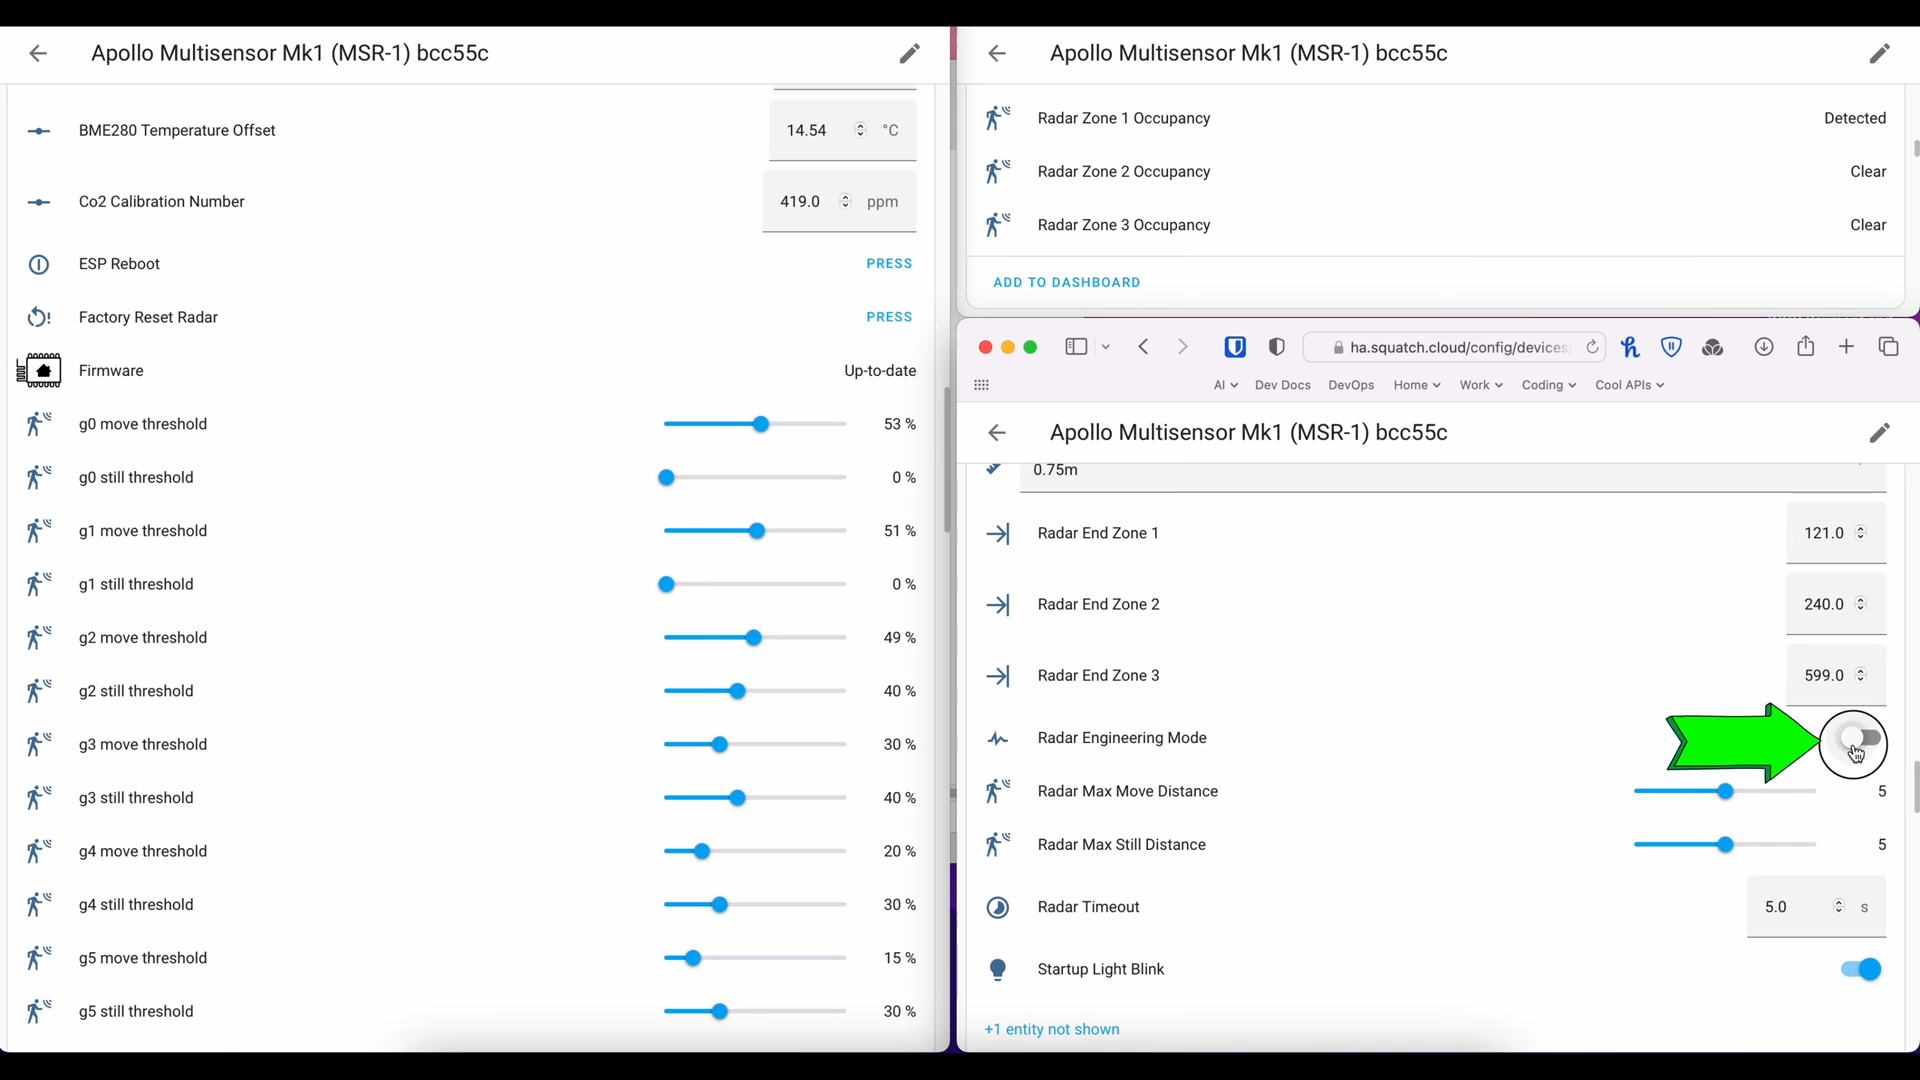 Apollo Multisensor Mk1 (MSR-1) bcc55c
BME280 Temperature Offset
14.54
°C
Co2 Calibration Number
419.0
ppm
ESP Reboot
PRESS
Factory Reset Radar
PRESS
Firmware
Up-to-date
g0 move threshold
53 %
g0 still threshold
0 %
g1 move threshold
51 %
g1 still threshold
0 %
g2 move threshold
49 %
g2 still threshold
40 %
g3 move threshold
30 %
g3 still threshold
40 %
g4 move threshold
20 %
g4 still threshold
30 %
g5 move threshold
15 %
g5 still threshold
30 %
Apollo Multisensor Mk1 (MSR-1) bcc55c
Radar Zone 1 Occupancy
Detected
Radar Zone 2 Occupancy
Clear
Radar Zone 3 Occupancy
Clear
ADD TO DASHBOARD
ha.squatch.cloud/config/devices/
AI
Dev Docs
DevOps
Home
Work
Coding
Cool APIs
Apollo Multisensor Mk1 (MSR-1) bcc55c
0.75m
Radar End Zone 1
121.0
Radar End Zone 2
240.0
Radar End Zone 3
599.0
Radar Engineering Mode
Radar Max Move Distance
5
Radar Max Still Distance
5
Radar Timeout
5.0
s
Startup Light Blink
+1 entity not shown